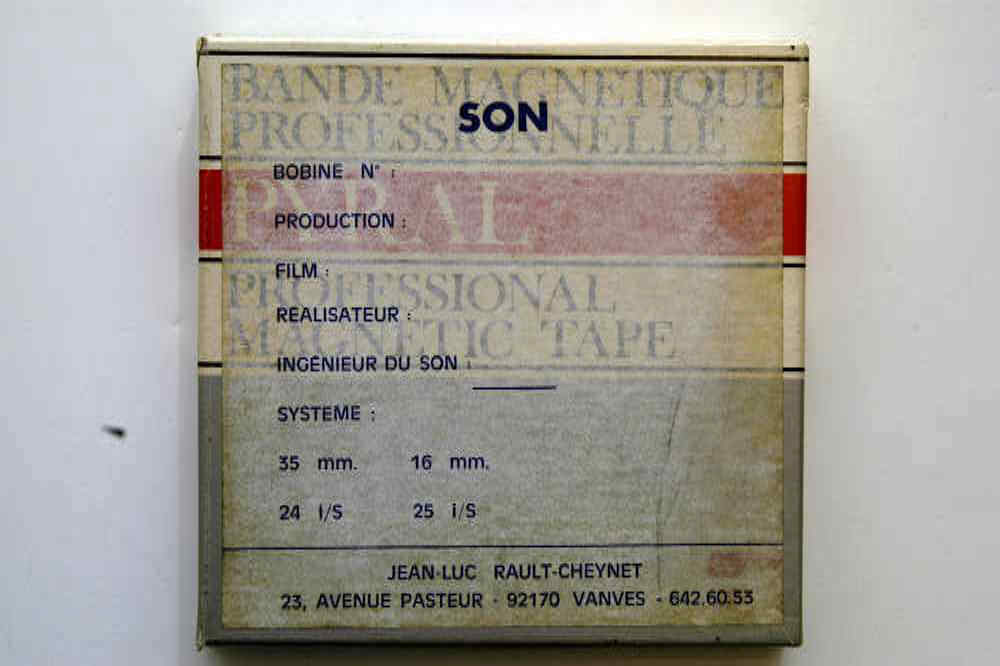 BANDE MAGNETIQUE
SON
PROFESSIONNELLE
BOBINE N° :
PYRAL
PRODUCTION :
FILM :
PROFESSIONAL
REALISATEUR :
MAGNETIC TAPE
INGÉNIEUR DU SON :
SYSTEME :
35 mm. 16 mm.
24 I/S 25 i/S
JEAN-LUC RAULT-CHEYNET
23, AVENUE PASTEUR - 92170 VANVES - 642.60.53